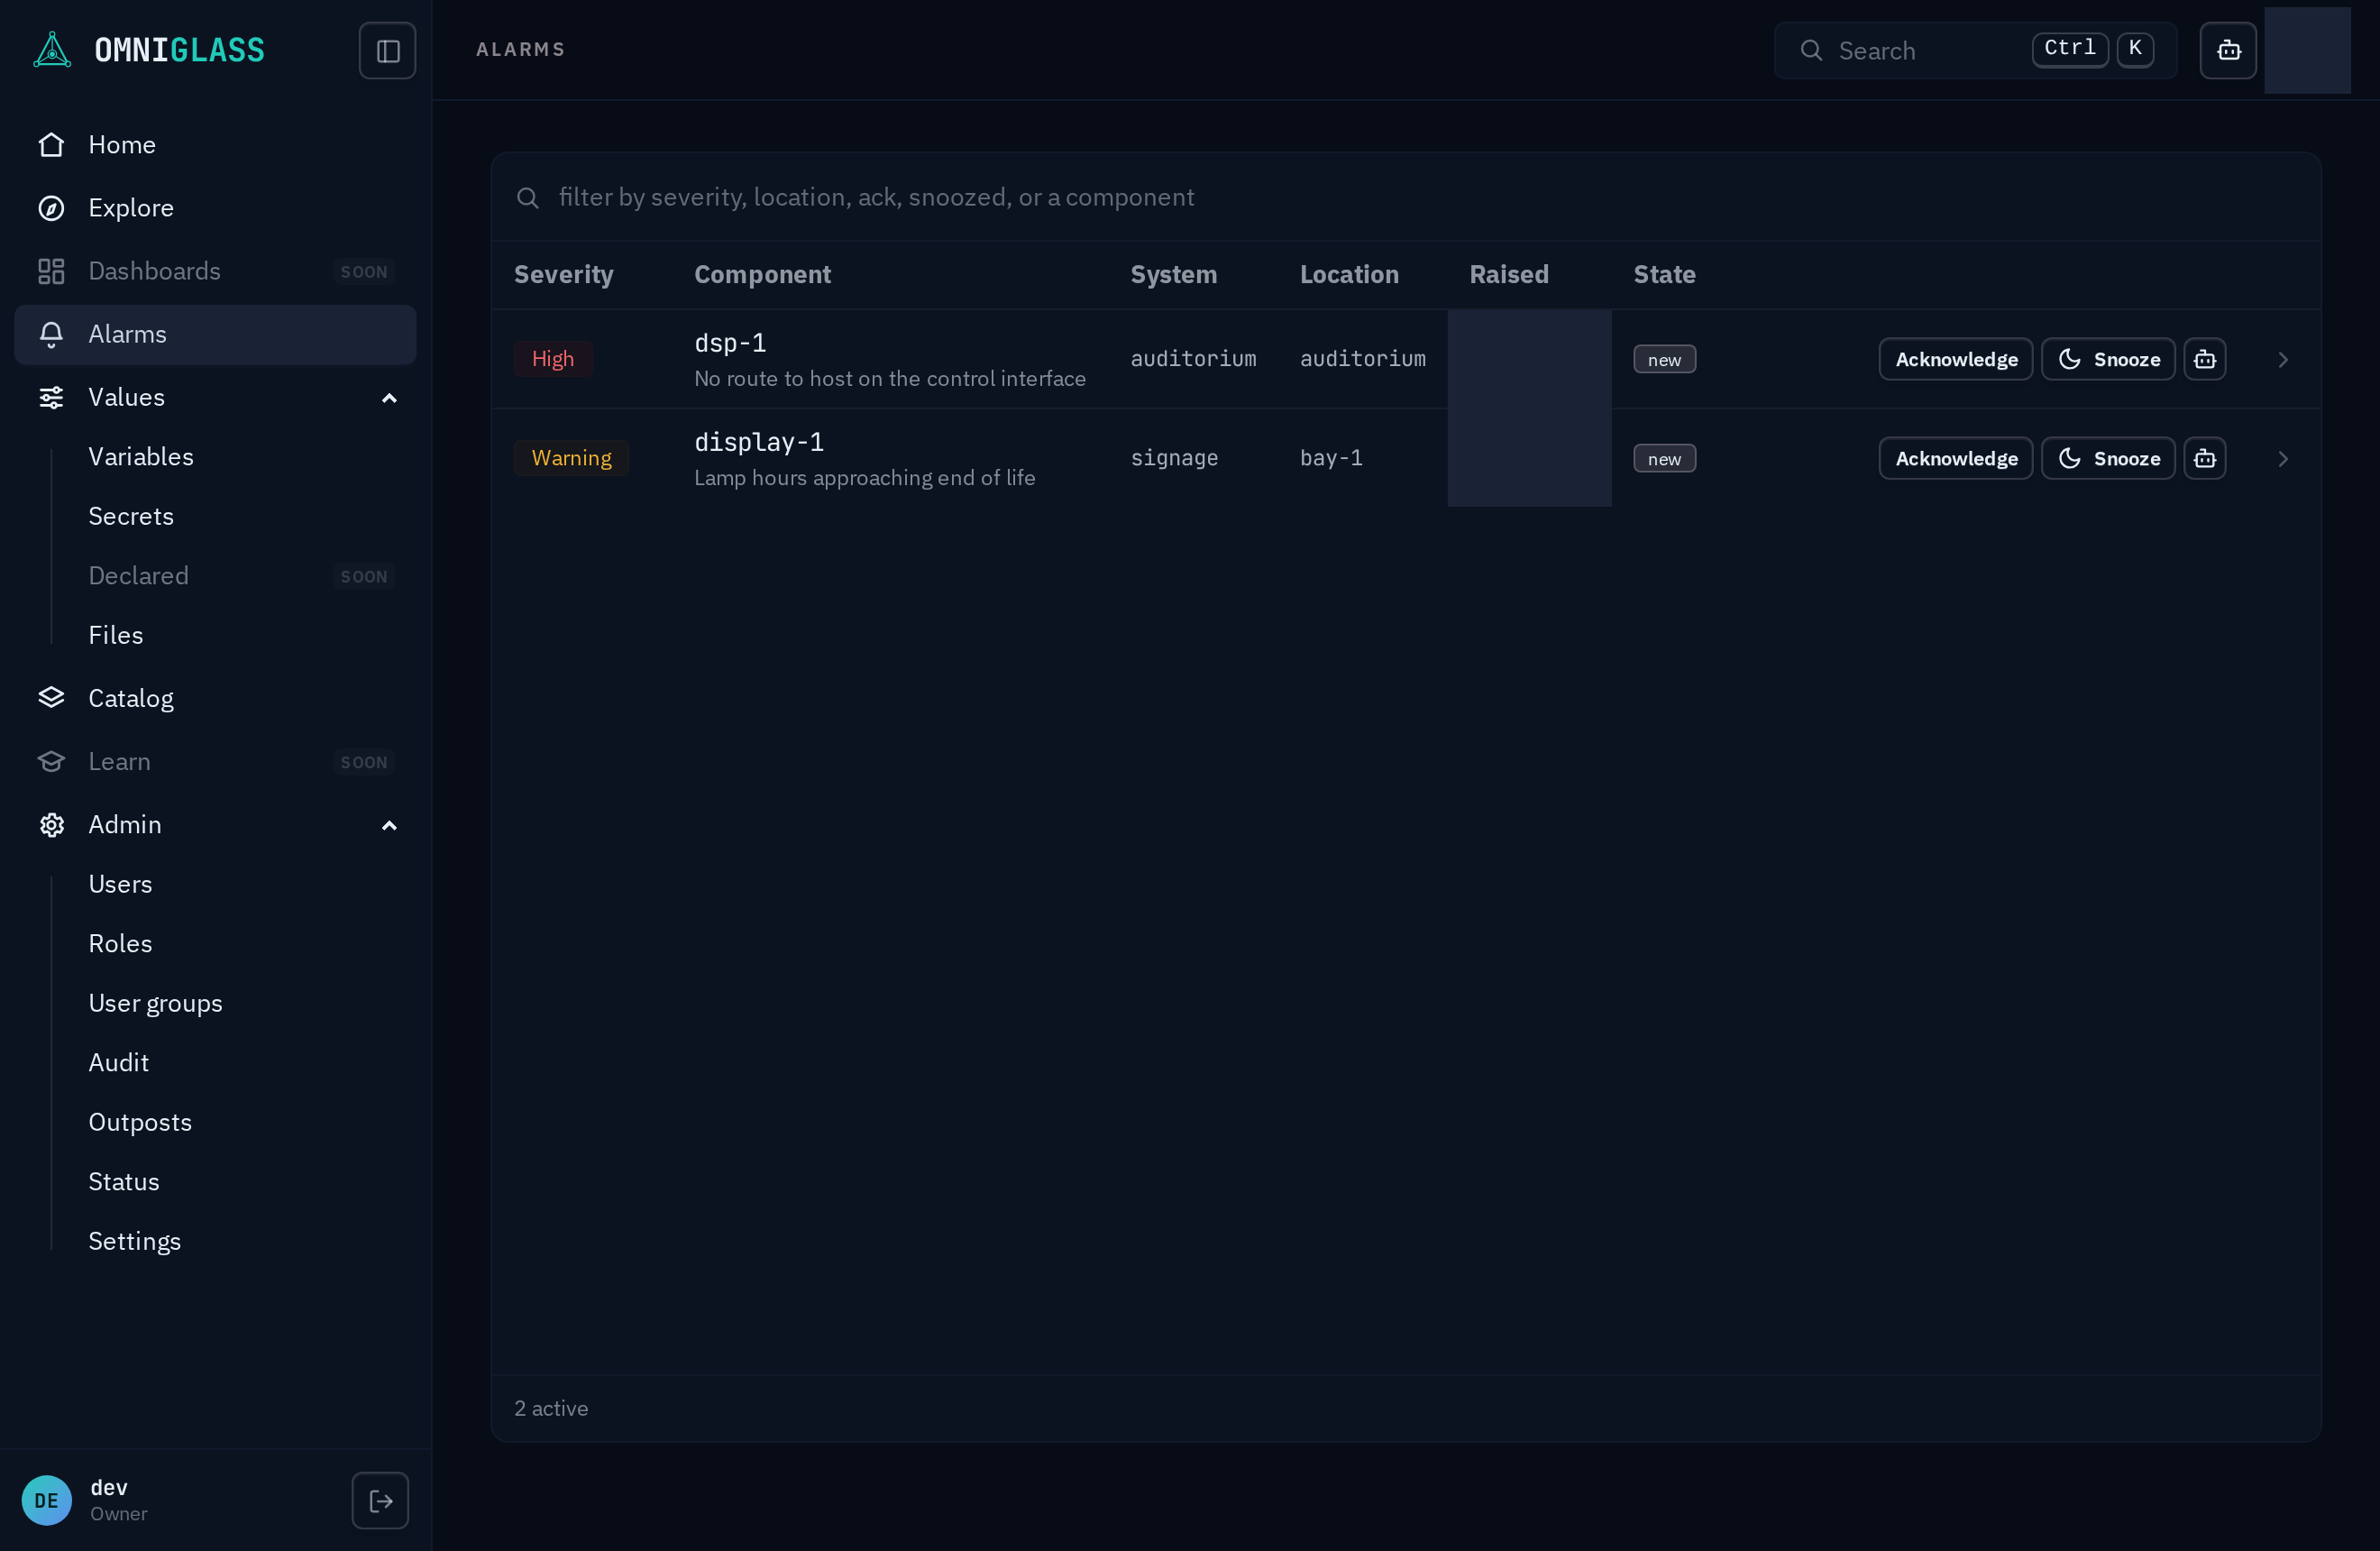 OMNIGLASS
ALARMS
Search Ctrl K
Home
Explore
Dashboards SOON
Alarms
Values
Variables
Secrets
Declared SOON
Files
Catalog
Learn SOON
Admin
Users
Roles
User groups
Audit
Outposts
Status
Settings
DE
dev
Owner
filter by severity, location, ack, snoozed, or a component
Severity Component System Location Raised State
High dsp-1 auditorium auditorium new Acknowledge Snooze
No route to host on the control interface
Warning display-1 signage bay-1 new Acknowledge Snooze
Lamp hours approaching end of life
2 active